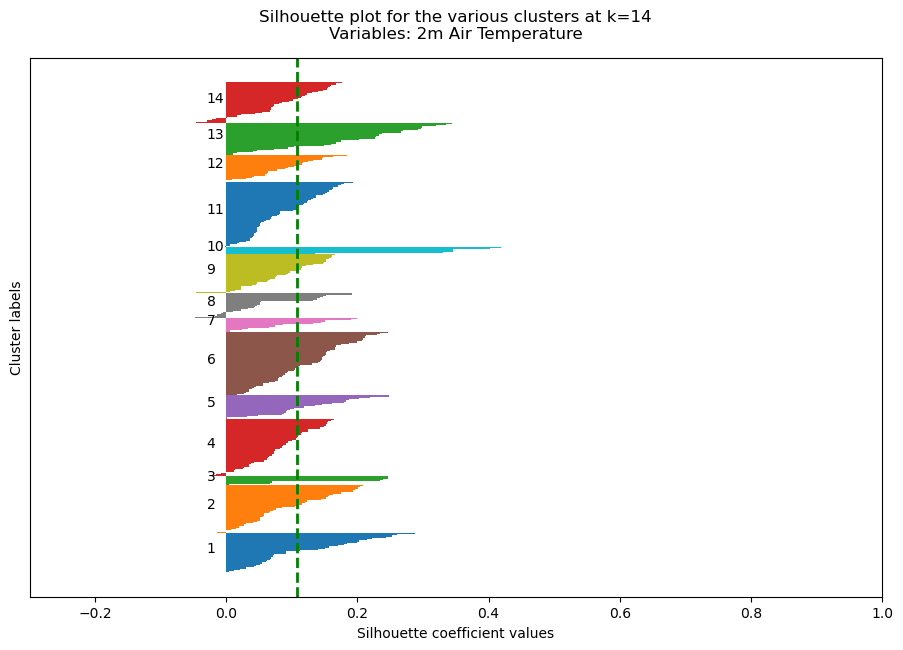 Silhouette plot for the various clusters at k=14
Variables: 2m Air Temperature
14
13
12
11
10
9
8
7
6
5
4
3
2
1
Cluster labels
−0.2 0.0 0.2 0.4 0.6 0.8 1.0
Silhouette coefficient values